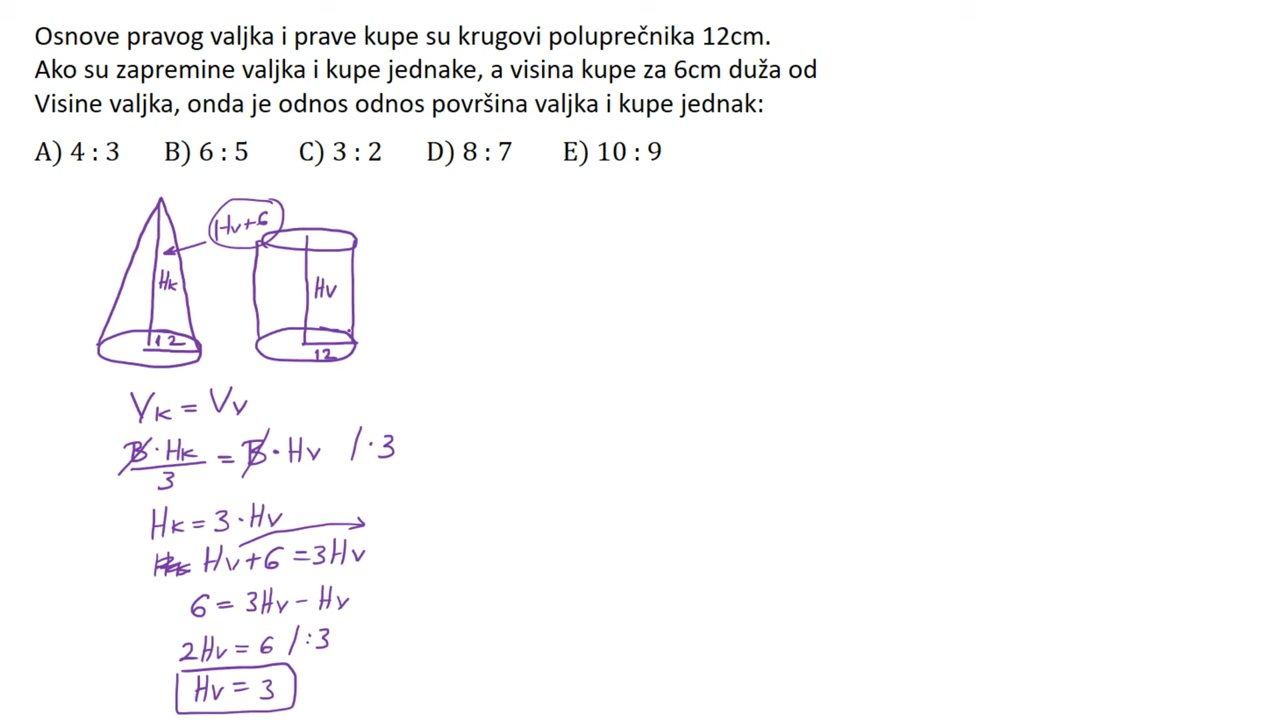 Osnove pravog valjka i prave kupe su krugovi poluprečnika 12cm.
Ako su zapremine valjka i kupe jednake, a visina kupe za 6cm duža od
Visine valjka, onda je odnos odnos površina valjka i kupe jednak:
A) 4 : 3 B) 6 : 5 C) 3 : 2 D) 8 : 7 E) 10 : 9
Hv+6
Hk
Hv
12
12
Vk = Vv
B · Hk / 3 = B · Hv / · 3
Hk = 3 · Hv
Hv + 6 = 3Hv
6 = 3Hv − Hv
2Hv = 6 / : 3
Hv = 3